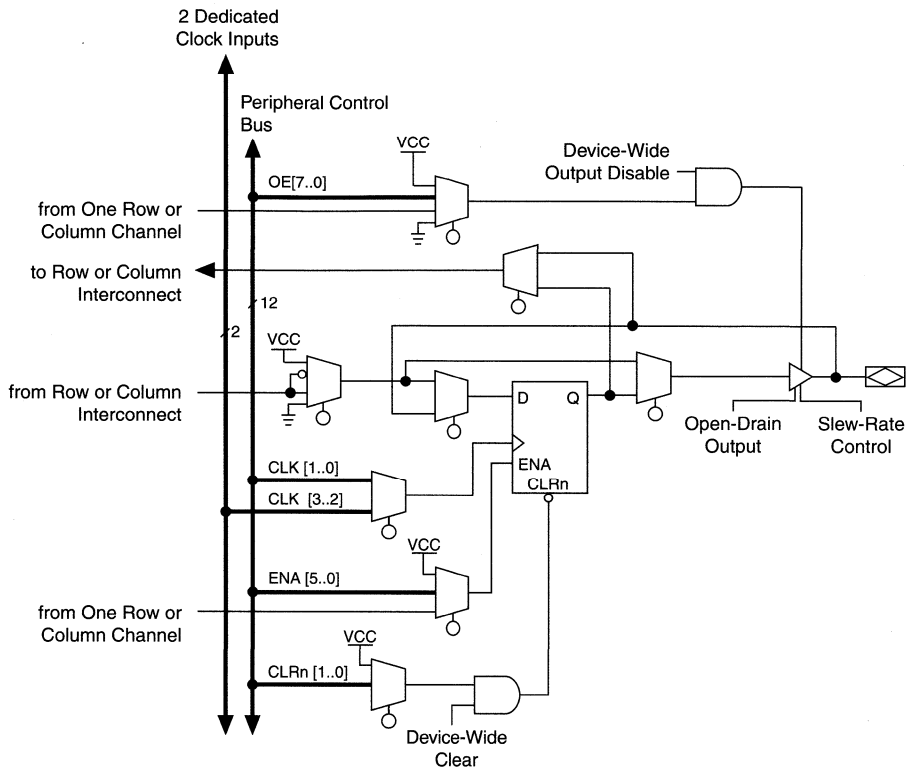 2 Dedicated
Clock Inputs
Peripheral Control
Bus
VCC
OE[7..0]
Device-Wide
Output Disable
from One Row or
Column Channel
to Row or Column
Interconnect
12
2
VCC
from Row or Column
Interconnect
D Q
ENA
CLRn
Open-Drain
Output
Slew-Rate
Control
CLK [1..0]
CLK [3..2]
VCC
ENA [5..0]
from One Row or
Column Channel
VCC
CLRn [1..0]
Device-Wide
Clear